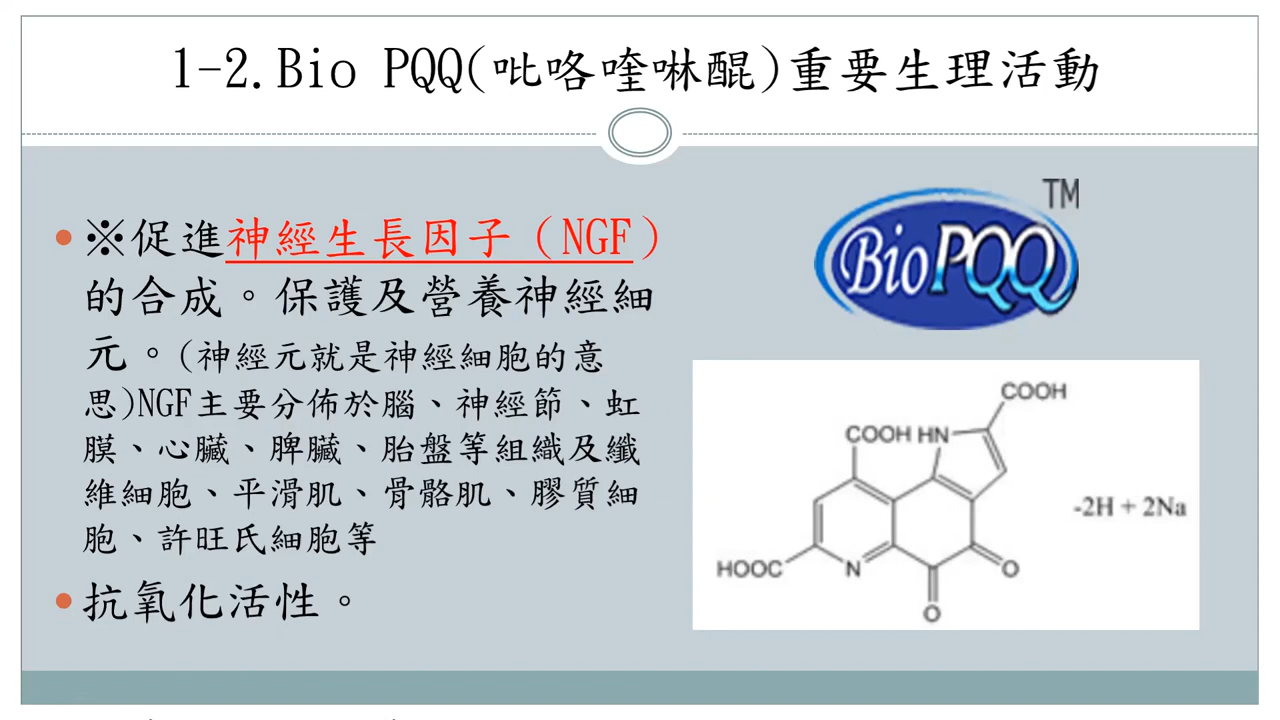 1-2.Bio PQQ(吡咯喹啉醌)重要生理活動
※促進神經生長因子（NGF）
的合成。保護及營養神經細
元。(神經元就是神經細胞的意
思)NGF主要分佈於腦、神經節、虹
膜、心臟、脾臟、胎盤等組織及纖
維細胞、平滑肌、骨骼肌、膠質細
胞、許旺氏細胞等
抗氧化活性。
TM
BioPQQ
COOH
COOH HN
-2H + 2Na
HOOC
N
O
O